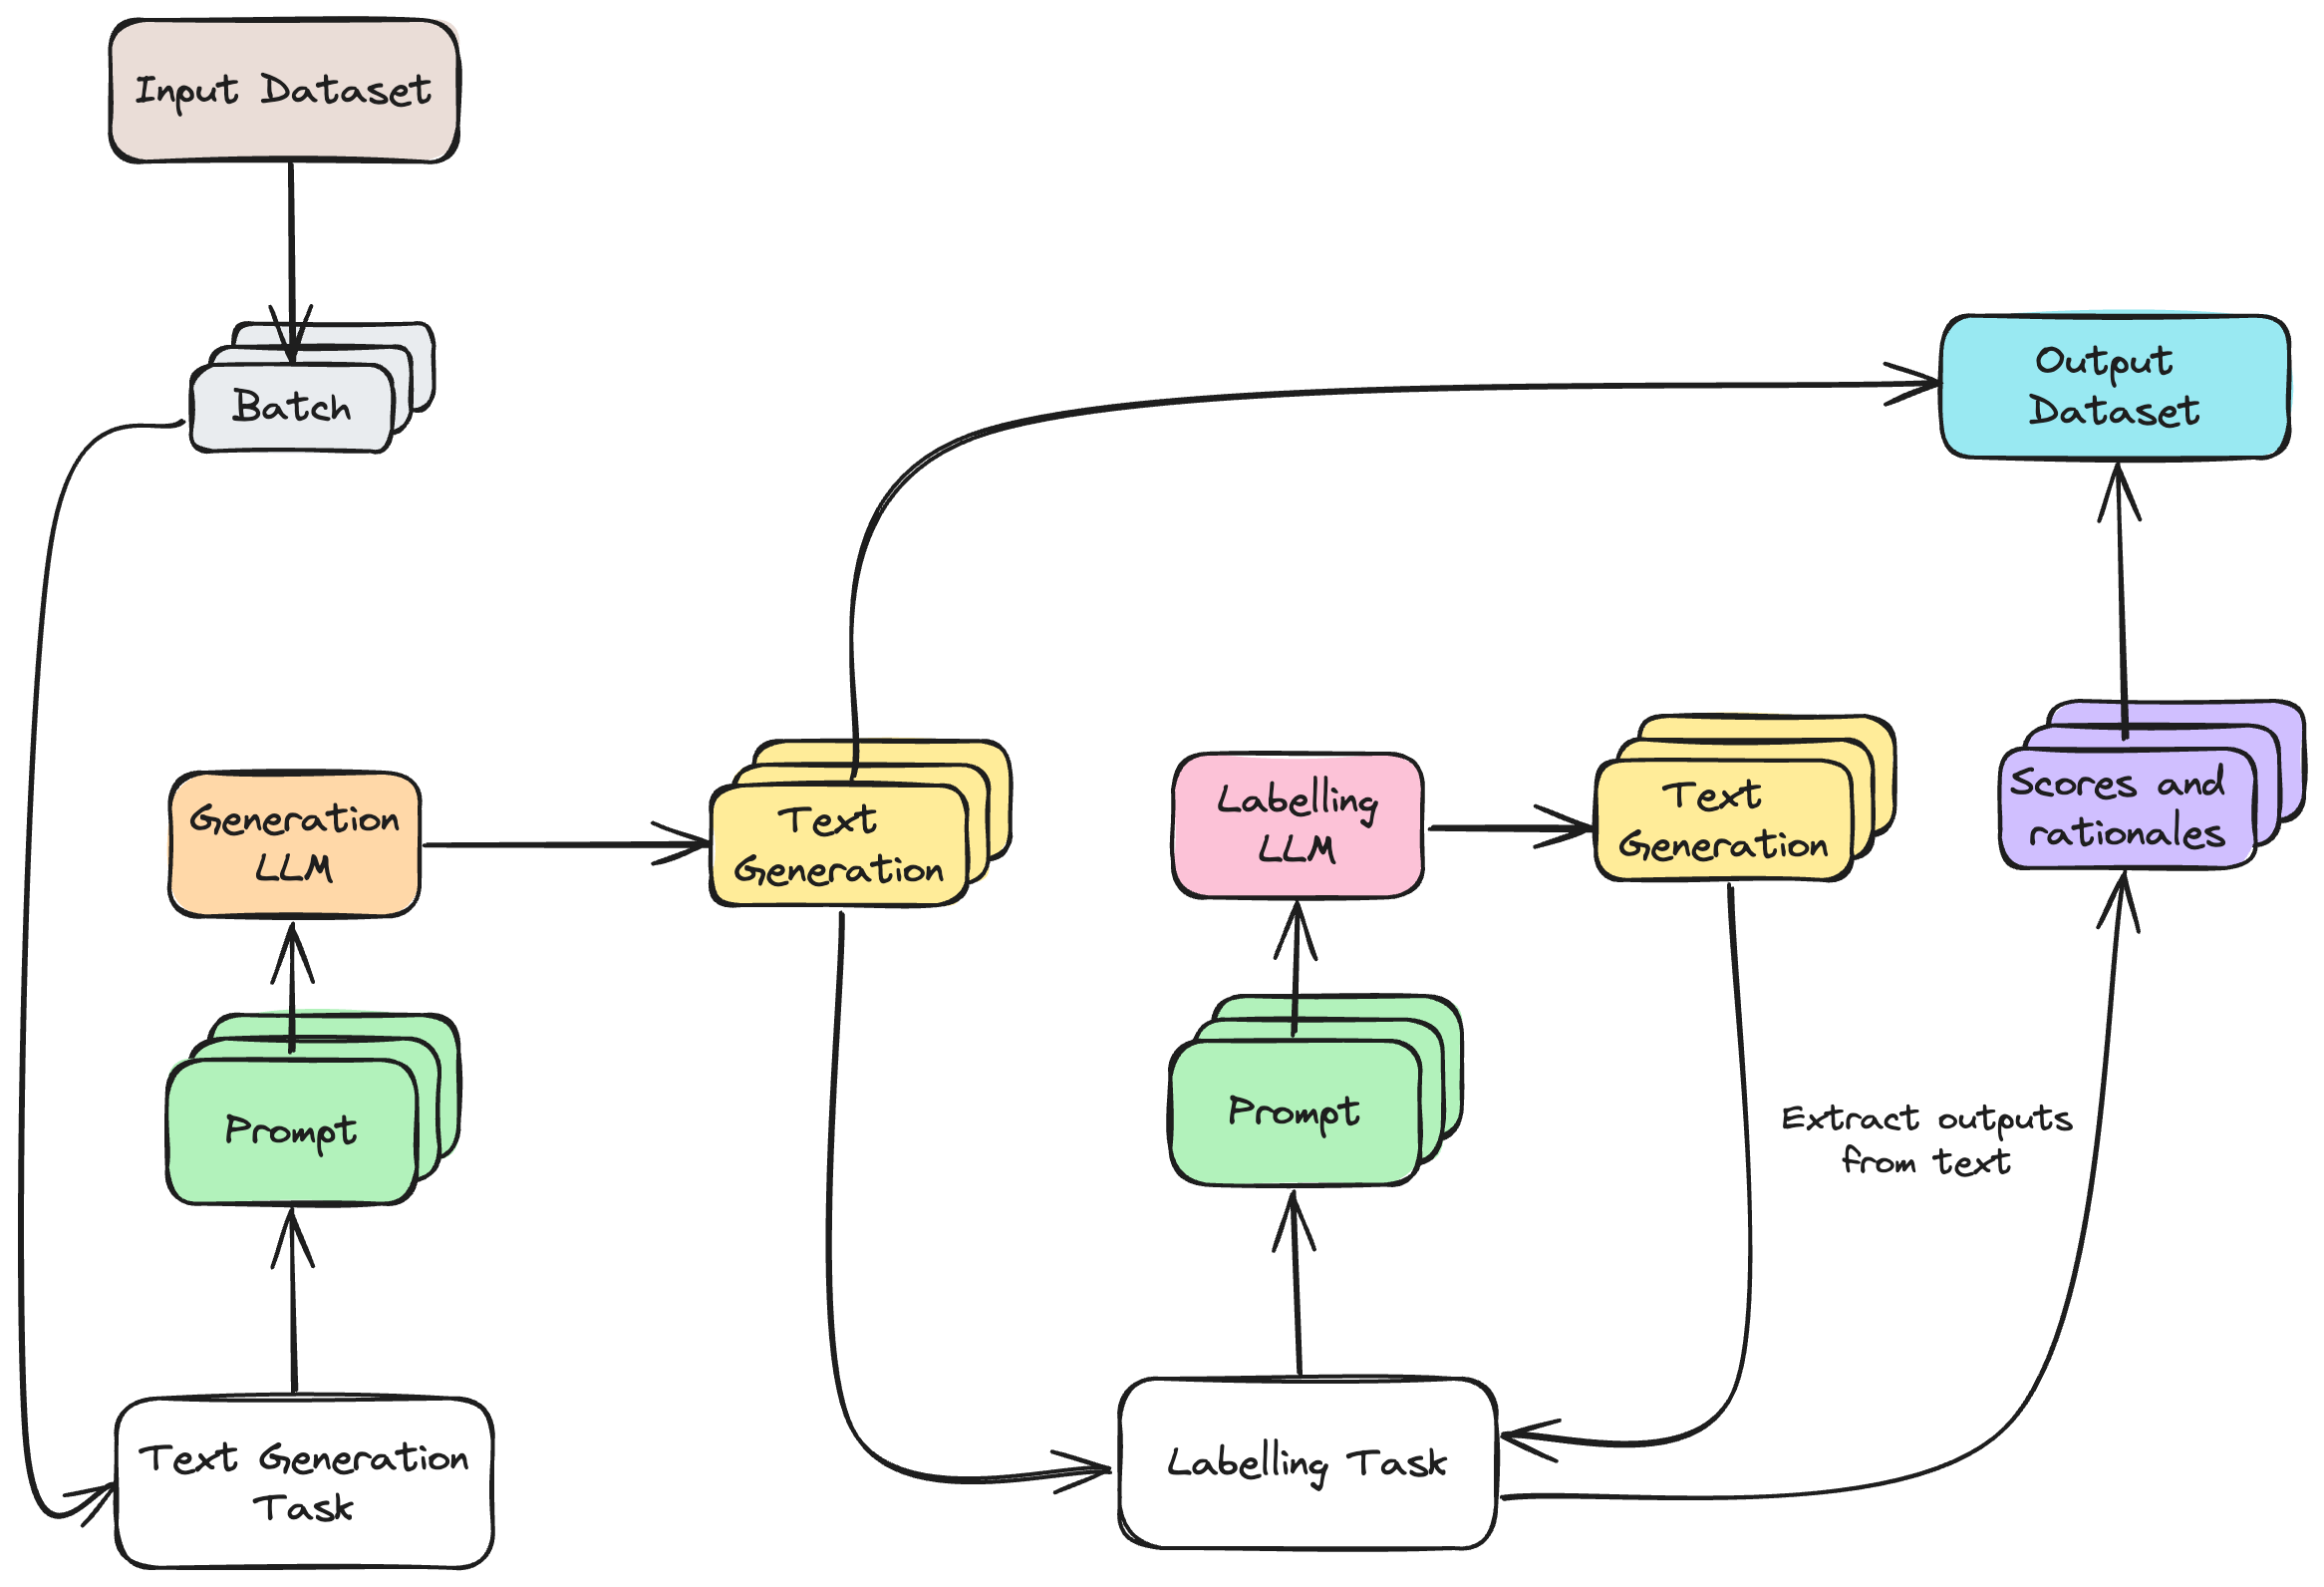 Input Dataset
Batch
Output
Dataset
Generation
LLM
Text
Generation
Labelling
LLM
Text
Generation
Scores and
rationales
Prompt
Prompt
Extract outputs
from text
Text Generation
Task
Labelling Task